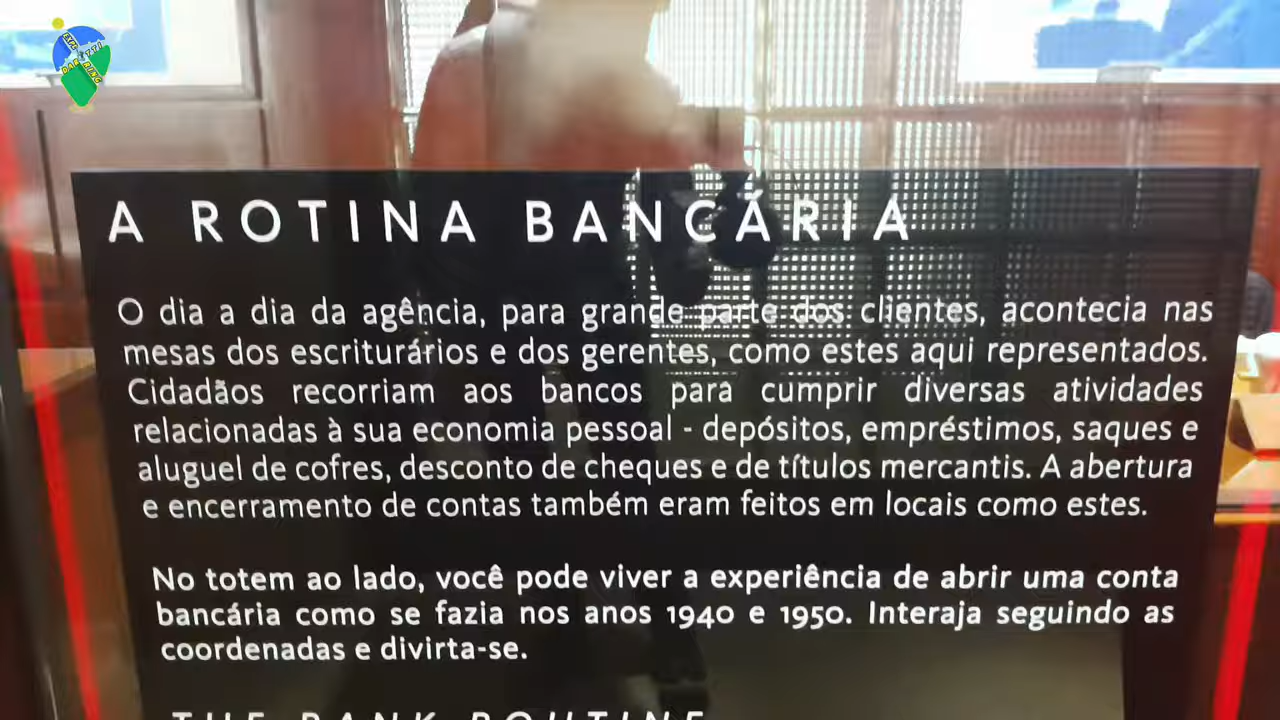 A ROTINA BANCÁRIA
O dia a dia da agência, para grande parte dos clientes, acontecia nas
mesas dos escriturários e dos gerentes, como estes aqui representados.
Cidadãos recorriam aos bancos para cumprir diversas atividades
relacionadas à sua economia pessoal - depósitos, empréstimos, saques e
aluguel de cofres, desconto de cheques e de títulos mercantis. A abertura
e encerramento de contas também eram feitos em locais como estes.
No totem ao lado, você pode viver a experiência de abrir uma conta
bancária como se fazia nos anos 1940 e 1950. Interaja seguindo as
coordenadas e divirta-se.
THE BANK ROUTINE